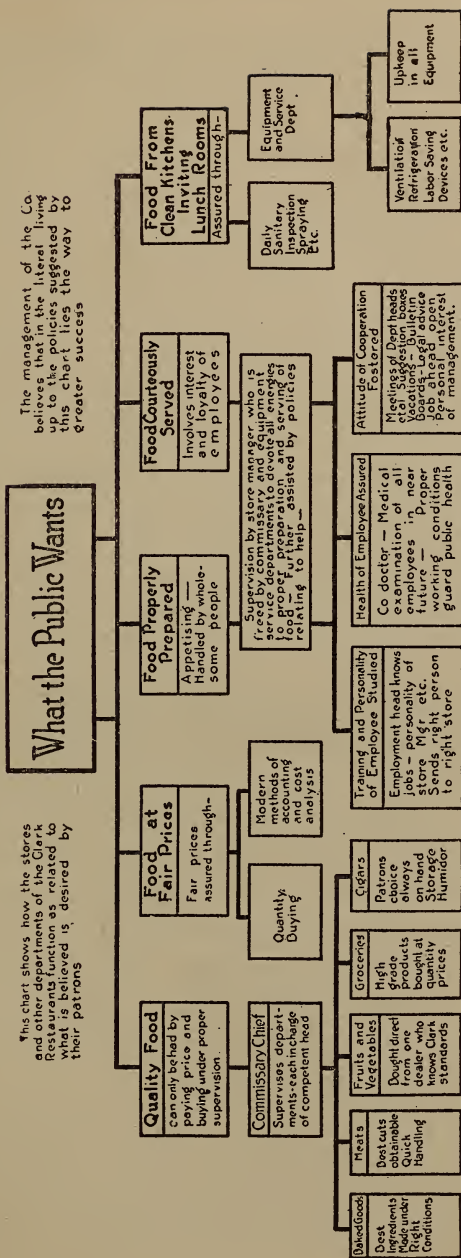 What the Public Wants
This chart shows how the stores
and other departments of the Clark
Restaurants function as related to
what is believed is desired by
their patrons
The management of the Co.
believes that in the literal living
up to the policies suggested by
this chart lies the way to
greater success
Quality Food
Can only be had by
paying price and
buying under proper
supervision.
Food at
Fair Prices
Fair prices
assured through-
Food Properly
Prepared
Appetising —
Handled by whole-
some people
Food Courteously
Served
Involves interest
and loyalty of
employees
Food From
Clean Kitchens.
Inviting
Lunch Rooms
Assured through-
Commissary Chief
Supervises depart-
ments-each in charge
of competent head
Quantity
Buying
Modern
methods of
accounting
and cost
analysis
Supervision by store manager who is
freed by commissary and equipment
service departments to devote all energies
to proper preparation and serving of
food — Further assisted by policies
relating to help—
Daily
Sanitary
Inspection
Spraying
Etc.
Equipment
and Service
Dept.
Baked Goods
Best
Ingredients
Made under
Right
Conditions
Meats
Best cuts
obtainable
Quick
Handling
Fruits and
Vegetables
Bought direct
from one
dealer who
knows Clark
standards
Groceries
High
grade
products
bought at
quantity
prices
Cigars
Patrons
choice
always
on hand
Storage
Humidor
Training and Personality
of Employee Studied
Employment head knows
jobs — personality of
store Mgr etc.
Sends right person
to right store
Health of Employee Assured
Co doctor — Medical
examination of all
employees in near
future — Proper
working conditions
guard public health
Attitude of Cooperation
Fostered
Meetings of Dept heads
etal Suggestion boxes
Vacations — Bulletin
Boards-Legal advice
job ahead open
Personal interest
of management.
Ventilation
Refrigeration
Labor Saving
Devices etc.
Upkeep
in all
Equipment